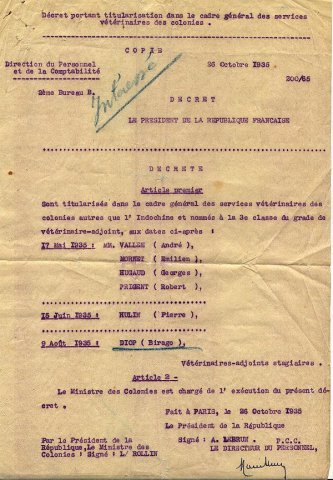 Décret portant titularisation dans le cadre général des services
vétérinaires des colonies .
COPIE
Direction du Personnel
et de la Comptabilité
26 Octobre 1935.
200/65
2ème Bureau B.
Intéressé
DECRET
LE PRESIDENT DE LA REPUBLIQUE FRANCAISE
DECRETE
Article premier
Sont titularisés dans le cadre général des services vétérinaires des
colonies autres que l' Indochine et nommés à la 3e classe du grade de
vétérinaire-adjoint, aux dates ci-après :
17 Mai 1935 : MM. VALLEE ( André ),
MORNET ( Emilien ),
HUGAUD ( Georges ),
PRIGENT ( Robert ),
15 Juin 1935: HULIN ( Pierre ),
9 Août 1935 : DIOP ( Birago ),
Vétérinaires-adjoints stagiaires .
Article 2 -
Le Ministre des Colonies est chargé de l' exécution du présent dé-
cret .
Fait à PARIS, le 26 Octobre 1935
Le Président de la République
Par le Président de la
République, Le Ministre des
Colonies : Signé : L/ ROLLIN
Signé : A. LEBRUN . P.C.C.
LE DIRECTEUR DU PERSONNEL,